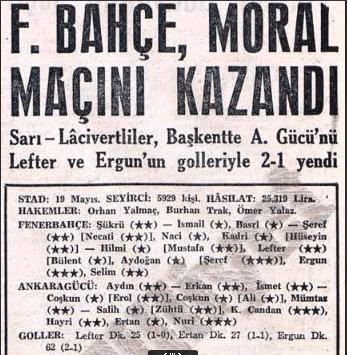 F. BAHÇE, MORAL
MAÇINI KAZANDI
Sarı – Lâcivertliler, Başkentte A. Gücü'nü
Lefter ve Ergun'un golleriyle 2-1 yendi
STAD: 19 Mayıs. SEYİRCİ: 5929 kişi. HÂSILAT: 25.319 Lira.
HAKEMLER: Orhan Yalmaç, Burhan Trak, Ömer Yalaz.
FENERBAHÇE: Şükrü (★★) — İsmail (★), Basri (★) — Şeref
(★★) [Necati (★★)], Naci (★), Kadri (★) [Hüseyin
(★★)] — Hilmi (★) [Mustafa (★★)], Lefter (★★)
[Bülent (★)], Aydoğan (★) [Şeref (★★★)], Ergun
(★★★★), Selim (★★)
ANKARAGÜCÜ: Aydın (★★) — Erkan (★★), İsmet (★★) —
Coşkun (★) [Erol (★★)], Coşkun (★) [Ali (★)], Mümtaz
(★★) — Salih (★) [Zühtü (★★)], K. Candan (★★★),
Hayri (★★), Ertan (★), Nuri (★★★)
GOLLER: Lefter Dk. 25 (1-0), Ertan Dk. 27 (1-1), Ergun Dk.
62 (2-1)